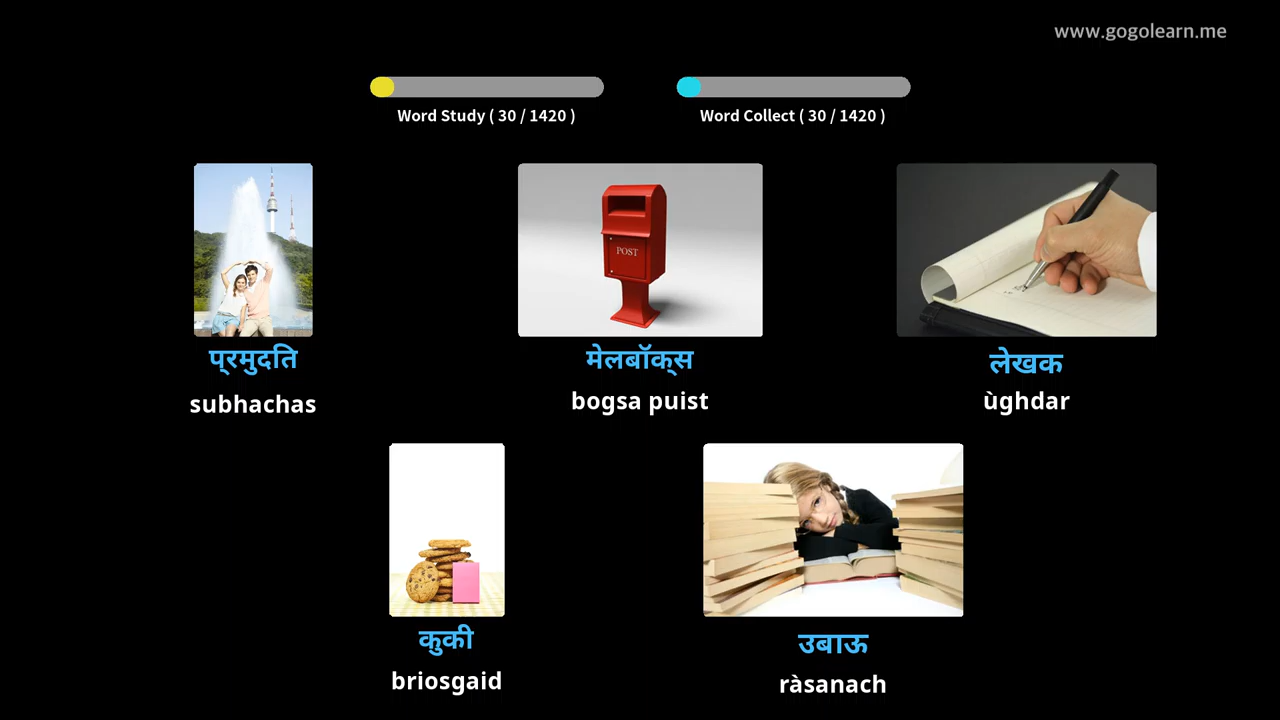 www.gogolearn.me
Word Study ( 30 / 1420 )
Word Collect ( 30 / 1420 )
POST
प्रमुदति
subhachas
मेलबॉक्स
bogsa puist
लेखक
ùghdar
कुकी
briosgaid
उबाऊ
ràsanach